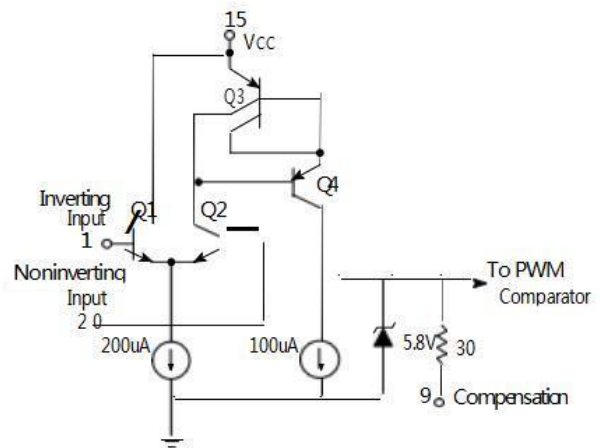 15
Vcc
Q3
Q4
Inverting
Input
1
Q1
Q2
Noninverting
Input
2 0
200uA
100uA
5.8V
30
To PWM
Comparator
9
Compensation